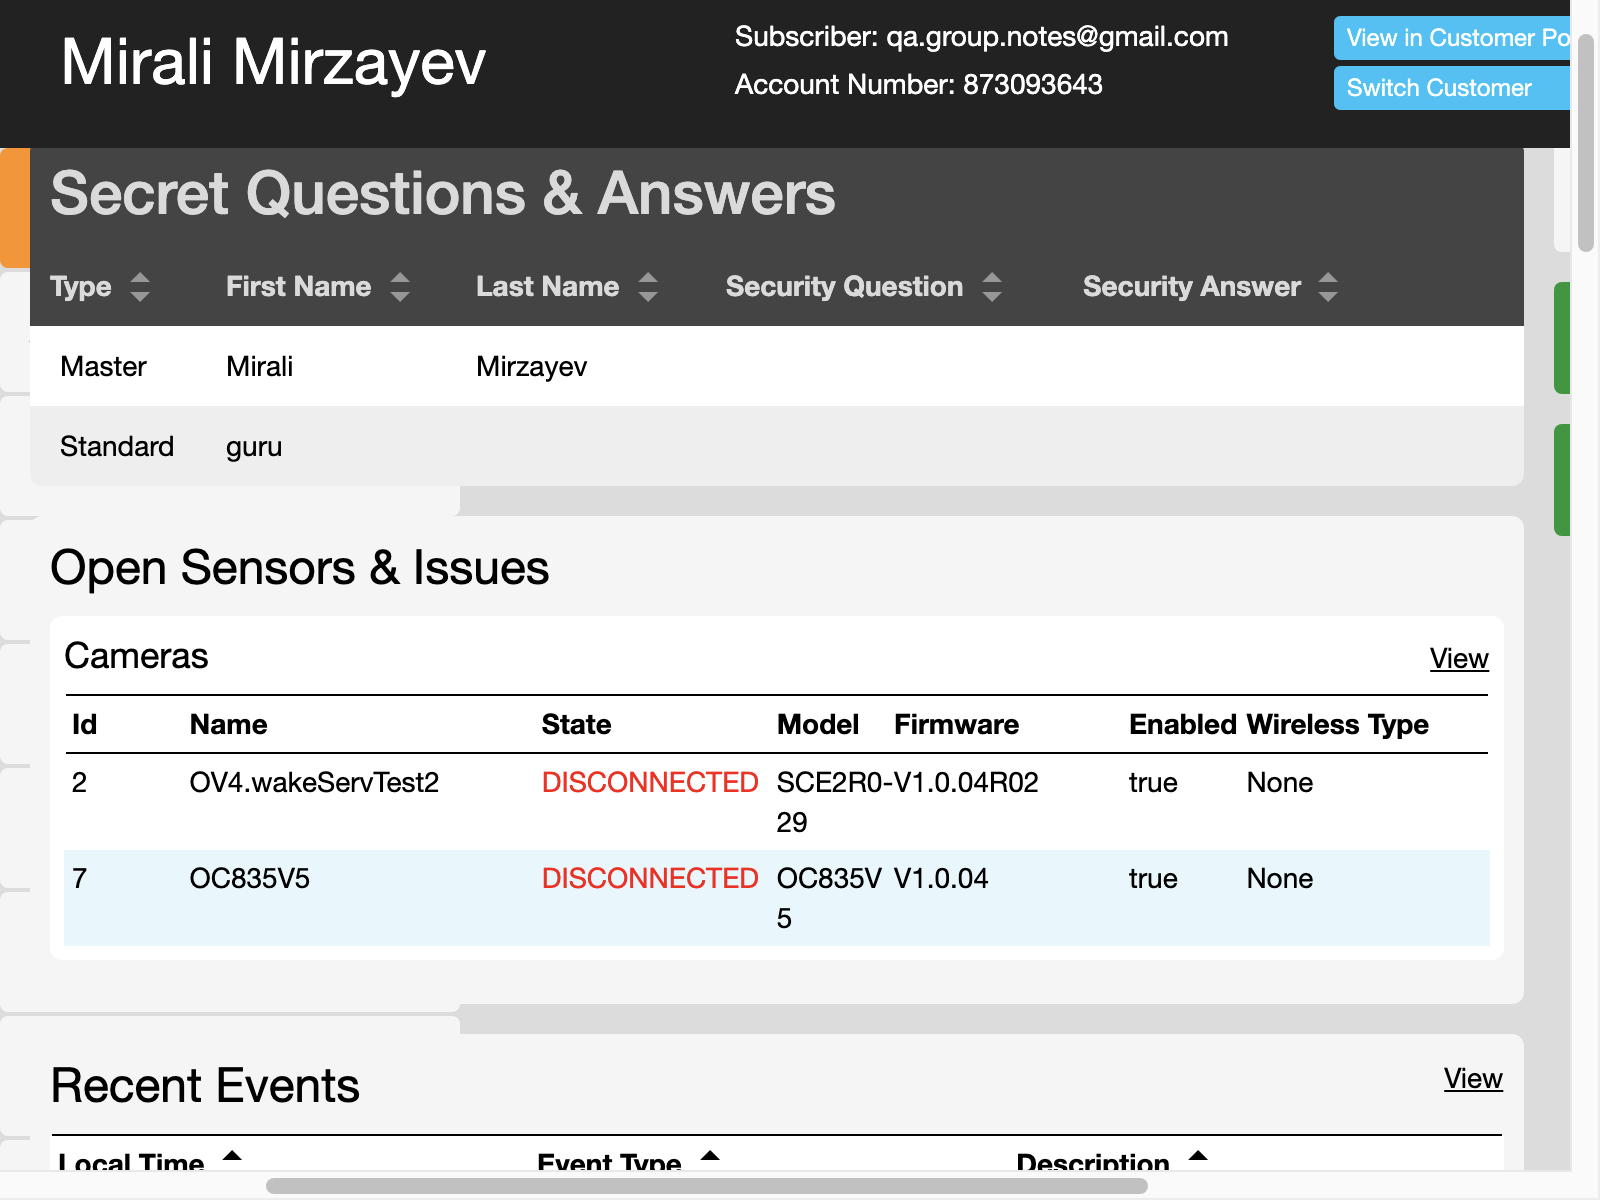 Mirali Mirzayev
Subscriber: qa.group.notes@gmail.com
Account Number: 873093643
View in Customer Po
Switch Customer
Secret Questions & Answers
Type First Name Last Name Security Question Security Answer
Master Mirali Mirzayev
Standard guru
Open Sensors & Issues
Cameras View
Id Name State Model Firmware Enabled Wireless Type
2 OV4.wakeServTest2 DISCONNECTED SCE2R0- V1.0.04R02 true None
29
7 OC835V5 DISCONNECTED OC835V V1.0.04 true None
5
Recent Events View
Local Time Event Type Description